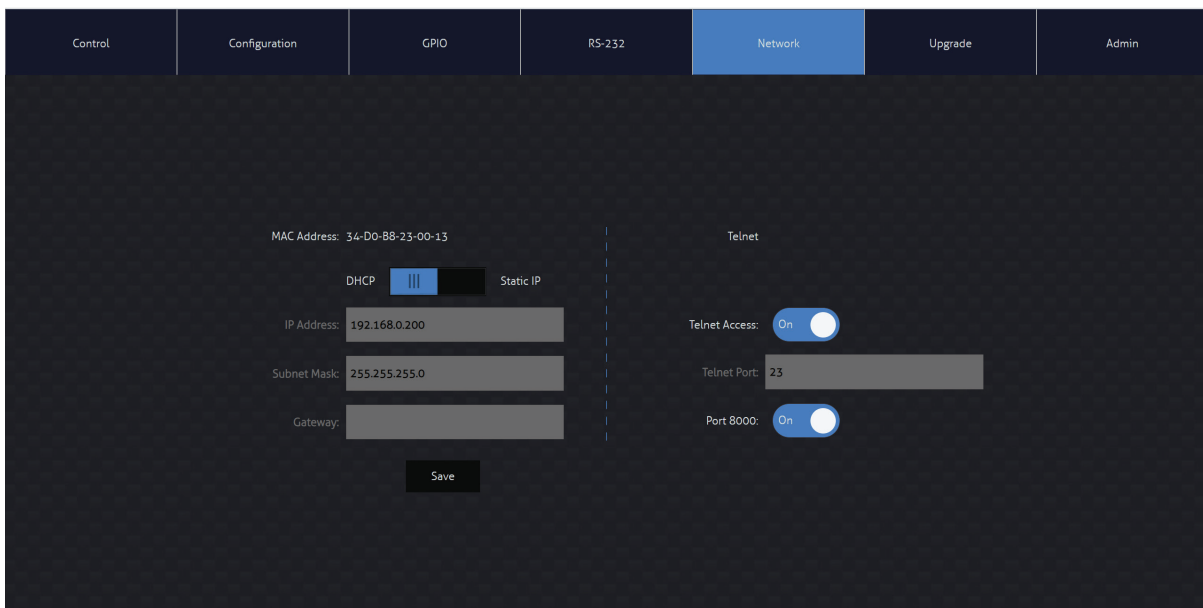 Control Configuration GPIO RS-232 Network Upgrade Admin
MAC Address: 34-D0-B8-23-00-13
DHCP Static IP
IP Address: 192.168.0.200
Subnet Mask: 255.255.255.0
Gateway:
Save
Telnet
Telnet Access: On
Telnet Port: 23
Port 8000: On